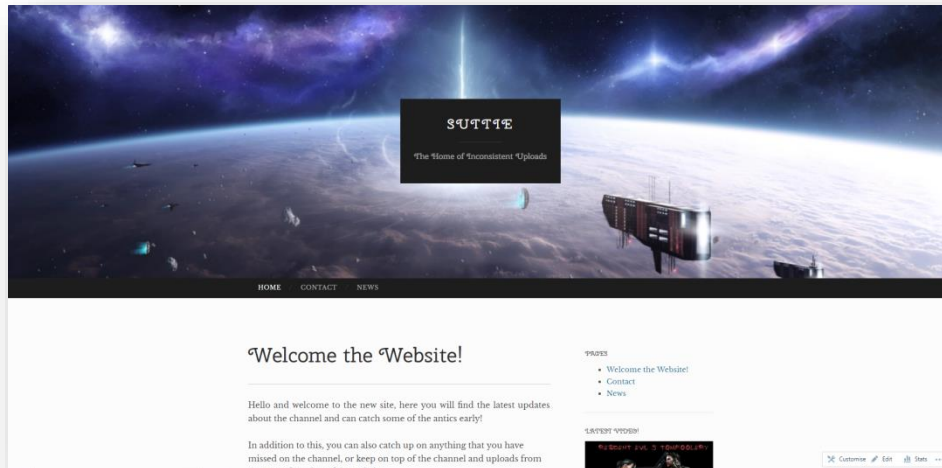 SUTTIE
The Home of Inconsistent Uploads
HOME CONTACT NEWS
Welcome the Website!
Hello and welcome to the new site, here you will find the latest updates
about the channel and can catch some of the antics early!
In addition to this, you can also catch up on anything that you have
missed on the channel, or keep on top of the channel and uploads from
PAGES
Welcome the Website!
Contact
News
LATEST VIDEO!
RESIDENT EVIL 3 TOMFOOLERY
Customise Edit Stats